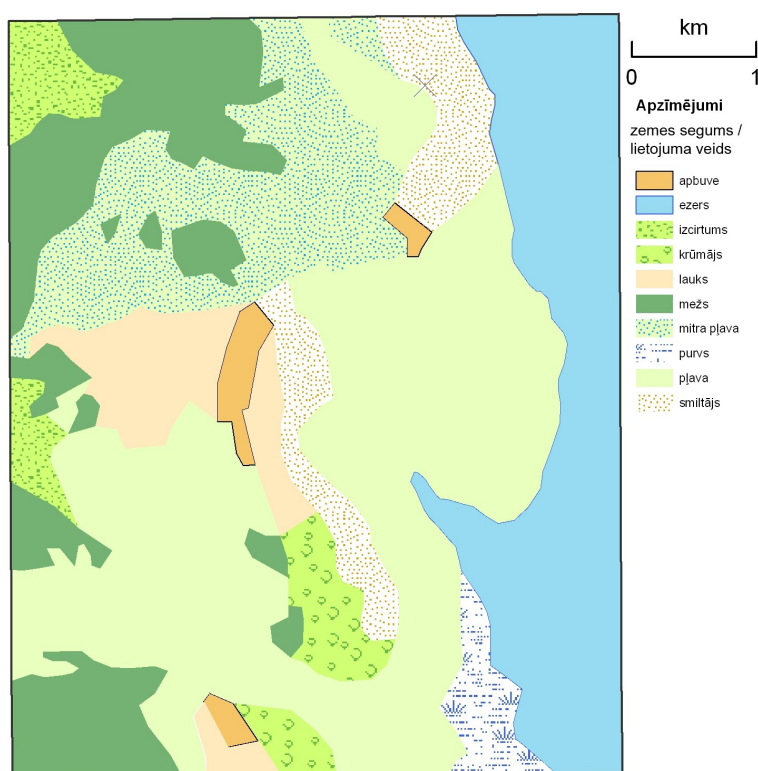 km
0 1
Apzīmējumi
zemes segums /
lietojuma veids
apbuve
ezers
izcirtums
krūmājs
lauks
mežs
mitra pļava
purvs
pļava
smiltājs